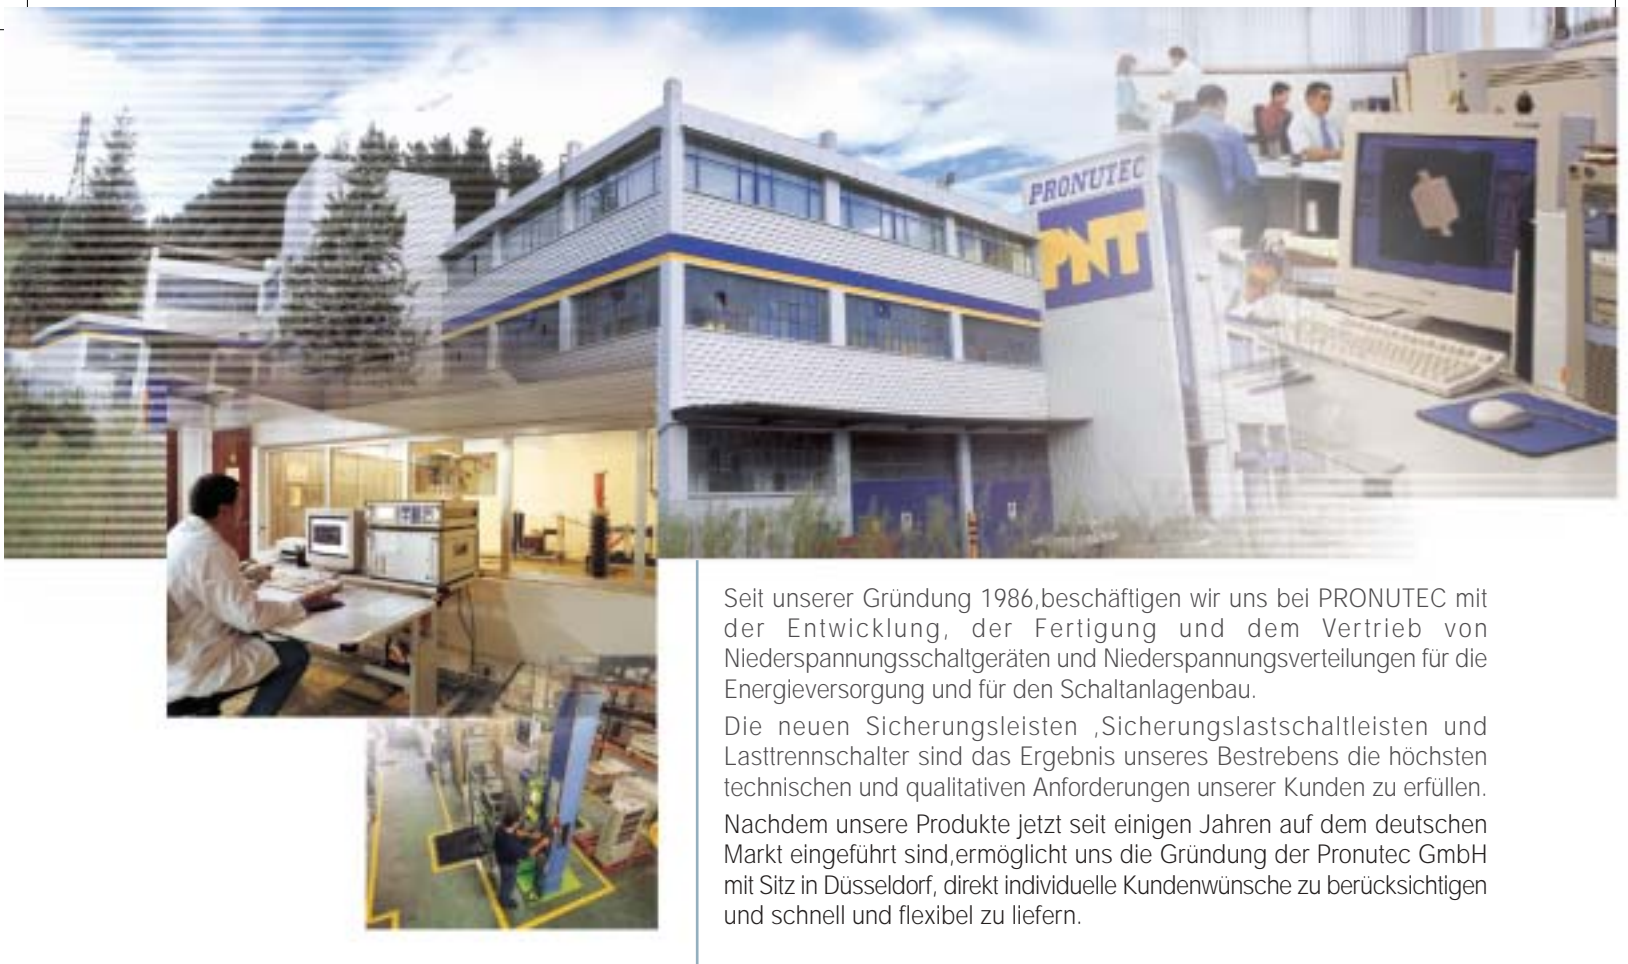 PRONUTEC
PNT
Seit unserer Gründung 1986,beschäftigen wir uns bei PRONUTEC mit
der Entwicklung, der Fertigung und dem Vertrieb von
Niederspannungsschaltgeräten und Niederspannungsverteilungen für die
Energieversorgung und für den Schaltanlagenbau.
Die neuen Sicherungsleisten ,Sicherungslastschaltleisten und
Lasttrennschalter sind das Ergebnis unseres Bestrebens die höchsten
technischen und qualitativen Anforderungen unserer Kunden zu erfüllen.
Nachdem unsere Produkte jetzt seit einigen Jahren auf dem deutschen
Markt eingeführt sind,ermöglicht uns die Gründung der Pronutec GmbH
mit Sitz in Düsseldorf, direkt individuelle Kundenwünsche zu berücksichtigen
und schnell und flexibel zu liefern.